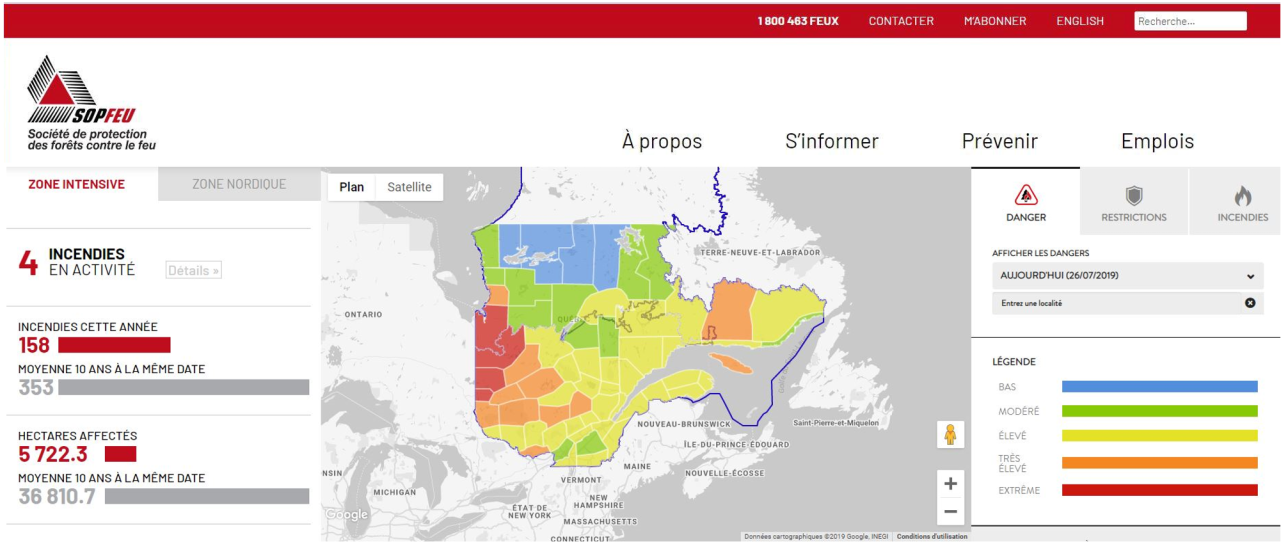 1 800 463 FEUX CONTACTER M'ABONNER ENGLISH Recherche...
SOPFEU
Société de protection
des forêts contre le feu
À propos S'informer Prévenir Emplois
ZONE INTENSIVE ZONE NORDIQUE
4 INCENDIES
EN ACTIVITÉ
Détails »
INCENDIES CETTE ANNÉE
158
MOYENNE 10 ANS À LA MÊME DATE
353
HECTARES AFFECTÉS
5 722.3
MOYENNE 10 ANS À LA MÊME DATE
36 810.7
Plan Satellite
TERRE-NEUVE-ET-LABRADOR
ONTARIO
QUÉBEC
NOUVEAU-BRUNSWICK
Saint-Pierre-et-Miquelon
ÎLE-DU-PRINCE-ÉDOUARD
MAINE
NOUVELLE-ÉCOSSE
NSIN
VERMONT
MICHIGAN
NEW
HAMPSHIRE
ÉTAT DE
NEW YORK
MASSACHUSETTS
CONNECTICUT
Google
Données cartographiques ©2019 Google, INEGI Conditions d'utilisation
DANGER RESTRICTIONS INCENDIES
AFFICHER LES DANGERS
AUJOURD'HUI (26/07/2019)
Entrez une localité
LÉGENDE
BAS
MODÉRÉ
ÉLEVÉ
TRÈS
ÉLEVÉ
EXTRÊME